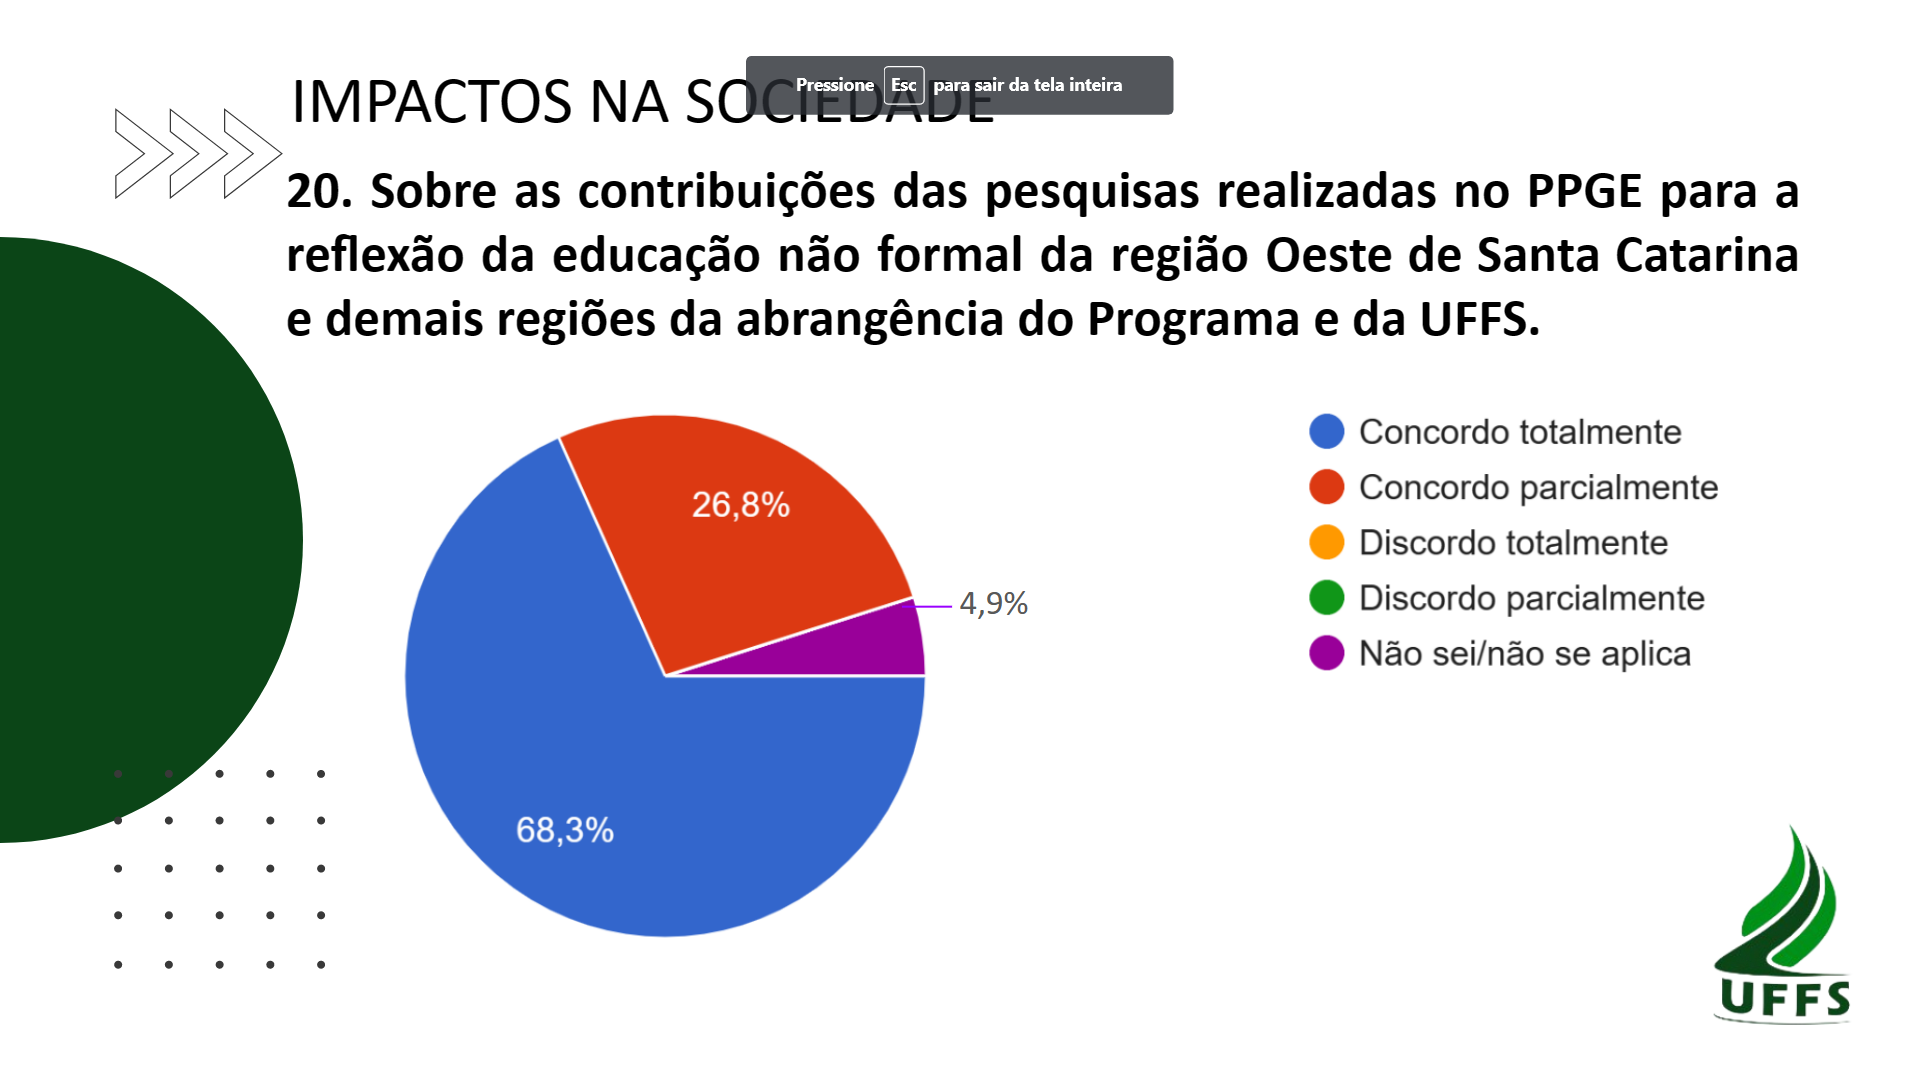 IMPACTOS NA SOCIEDADE
Pressione Esc para sair da tela inteira
20. Sobre as contribuições das pesquisas realizadas no PPGE para a
reflexão da educação não formal da região Oeste de Santa Catarina
e demais regiões da abrangência do Programa e da UFFS.
26,8%
4,9%
68,3%
Concordo totalmente
Concordo parcialmente
Discordo totalmente
Discordo parcialmente
Não sei/não se aplica
UFFS